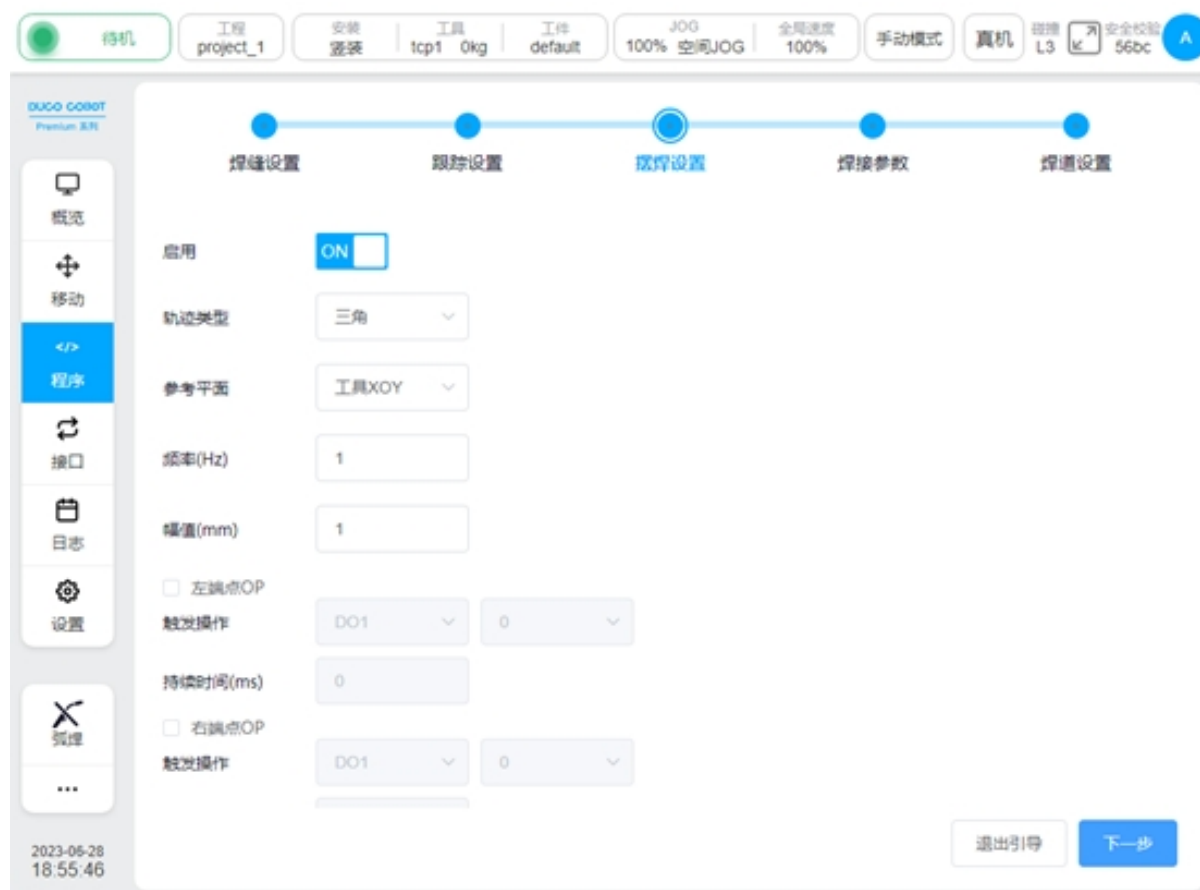 待机
工程
project_1
安装
竖装
工具
tcp1 0kg
工件
default
JOG
100% 空间JOG
全局速度
100%
手动模式
真机
碰撞
L3
安全校验
56bc
A
DUCO COBOT
Premium 系列
焊缝设置
跟踪设置
摆焊设置
焊接参数
焊道设置
概览
移动
</>
程序
接口
日志
设置
弧焊
...
2023-06-28
18:55:46
启用
ON
轨迹类型
三角
参考平面
工具XOY
频率(Hz)
1
幅值(mm)
1
左端点OP
触发操作
DO1
0
持续时间(ms)
0
右端点OP
触发操作
DO1
0
退出引导
下一步